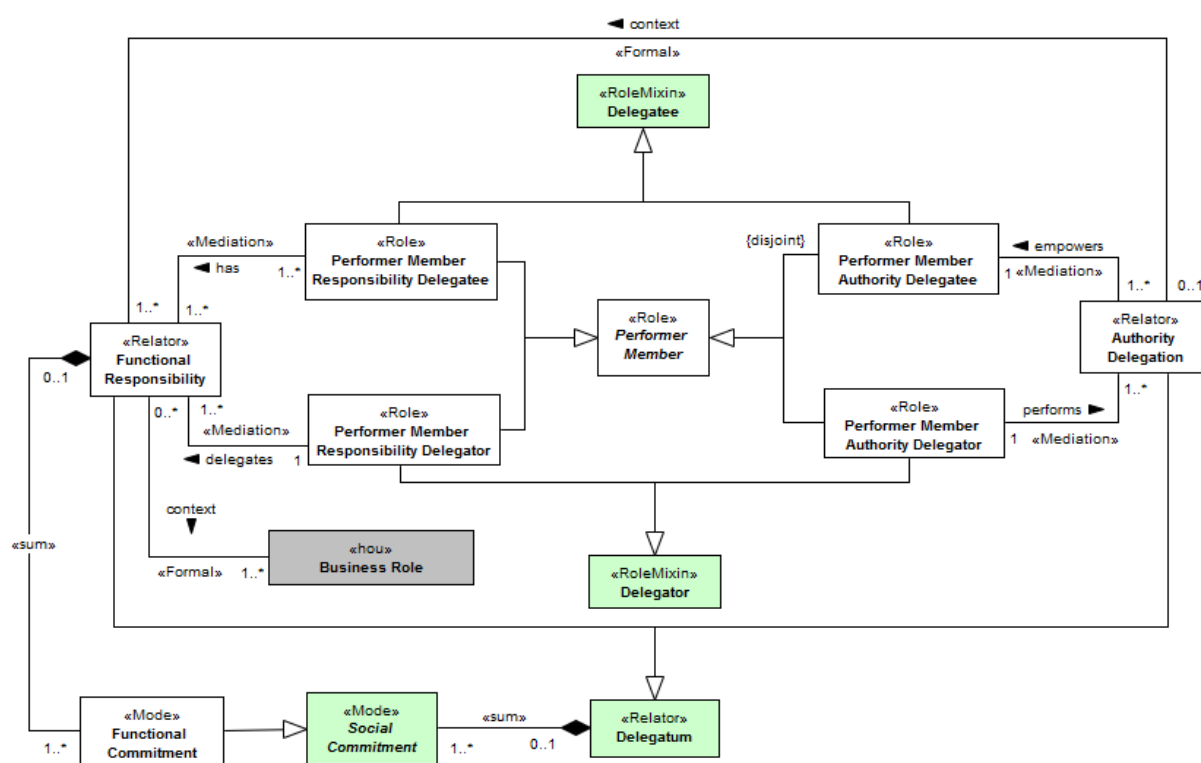 ◄ context
«Formal»
«RoleMixin»
Delegatee
«Mediation»
◄ has
1..*
«Role»
Performer Member
Responsibility Delegatee
{disjoint}
«Role»
Performer Member
Authority Delegatee
◄ empowers
1 «Mediation»
1..*
0..1
1..*
1..*
«Relator»
Functional
Responsibility
«Role»
Performer
Member
«Relator»
Authority
Delegation
0..1
0..*
1..*
«Mediation»
◄ delegates
1
«Role»
Performer Member
Responsibility Delegator
«Role»
Performer Member
Authority Delegator
performs ►
1 «Mediation»
1..*
context
▼
«Formal»
1..*
«hou»
Business Role
«sum»
«RoleMixin»
Delegator
1..*
«Mode»
Functional
Commitment
«Mode»
Social
Commitment
«sum»
1..*
0..1
«Relator»
Delegatum